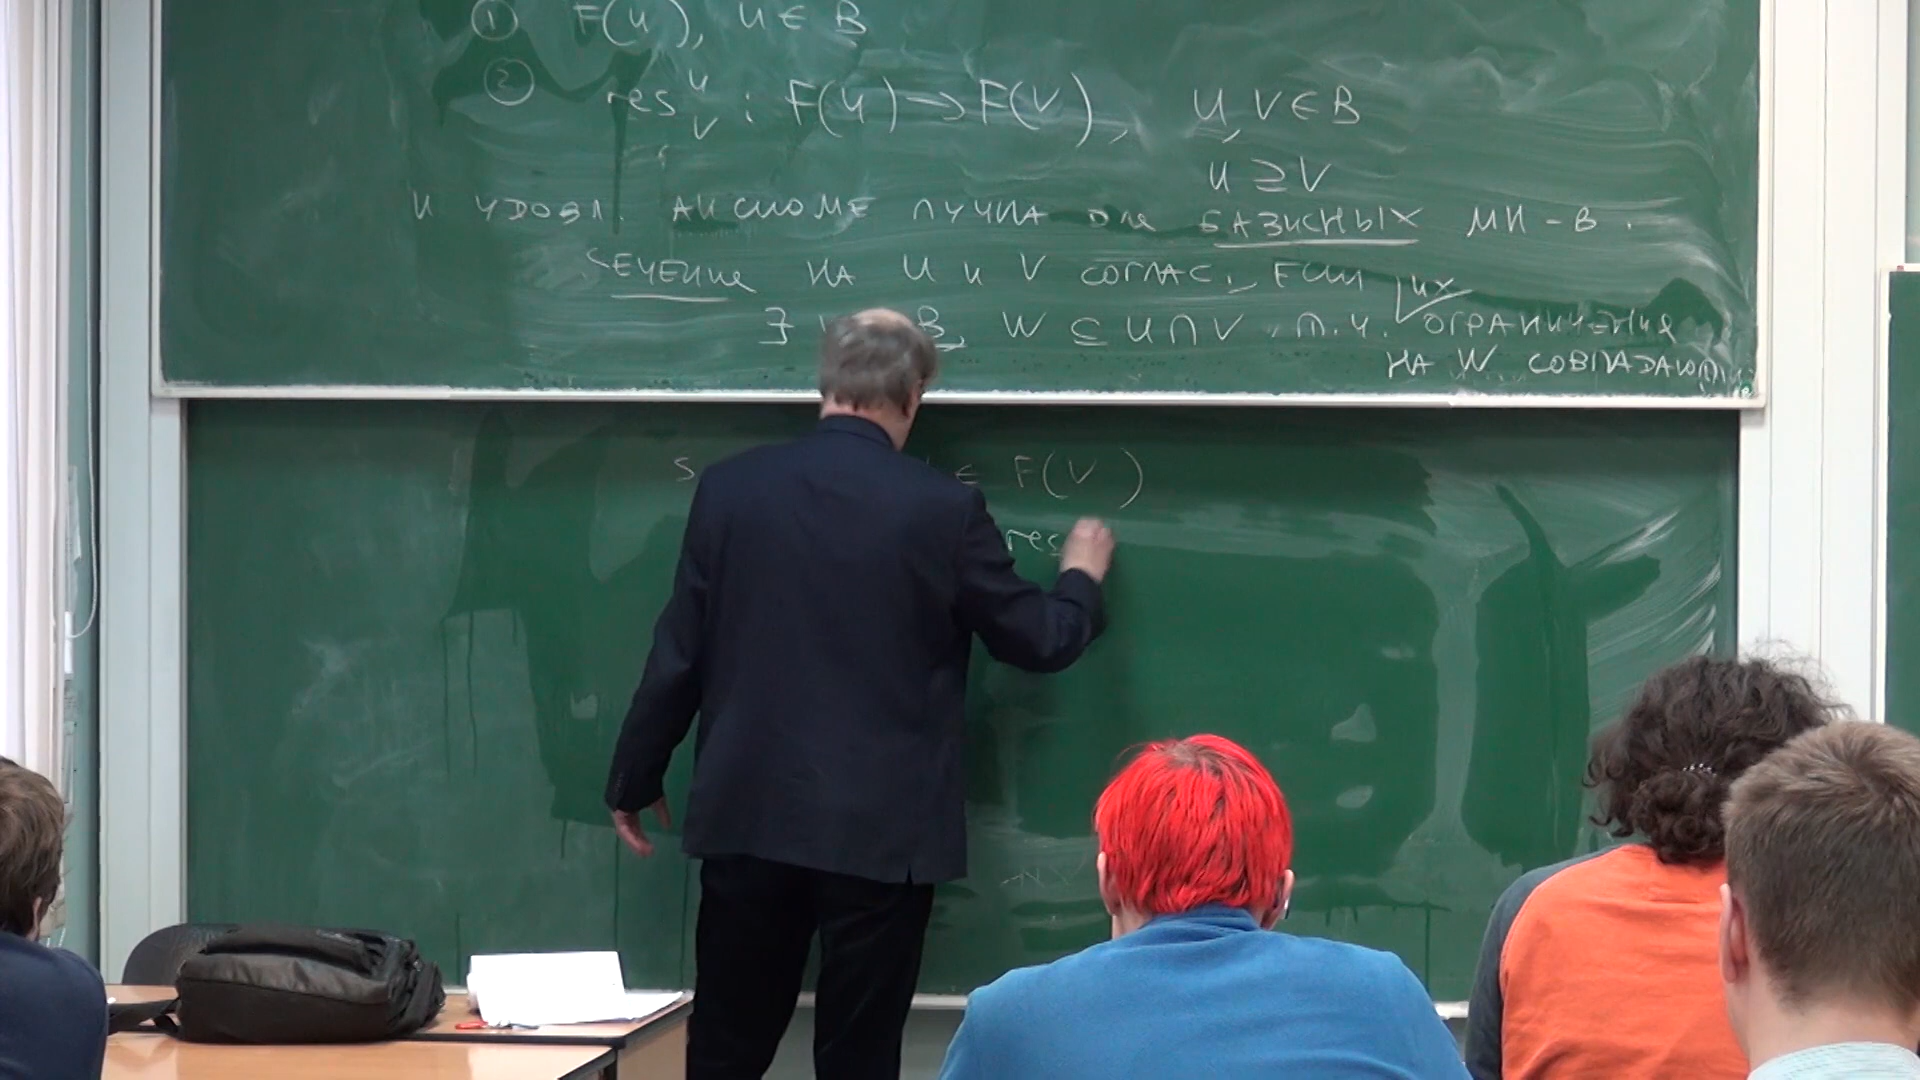 ① F(U), U ∈ B
② res^U_V : F(U) → F(V), U, V ∈ B
U ⊇ V
и удовл. аксиоме пучка для базисных мн-в.
Сечение на U и V соглас., если их
∃ B, W ⊆ U ∩ V т.ч. ограничения
на W совпадают
S ∈ F(V)
res